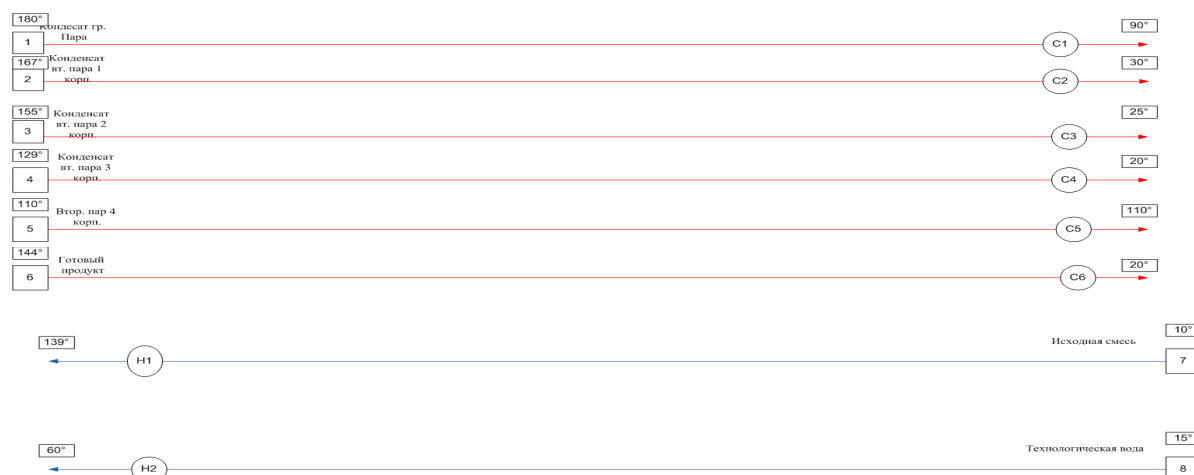 180°
Кондесат гр.
Пара
1
C1
90°
167°
Конденсат
вт. пара 1
корп.
2
C2
30°
155°
Конденсат
вт. пара 2
корп.
3
C3
25°
129°
Конденсат
вт. пара 3
корп.
4
C4
20°
110°
Втор. пар 4
корп.
5
C5
110°
144°
Готовый
продукт
6
C6
20°
139°
H1
Исходная смесь
10°
7
60°
H2
Технологическая вода
15°
8